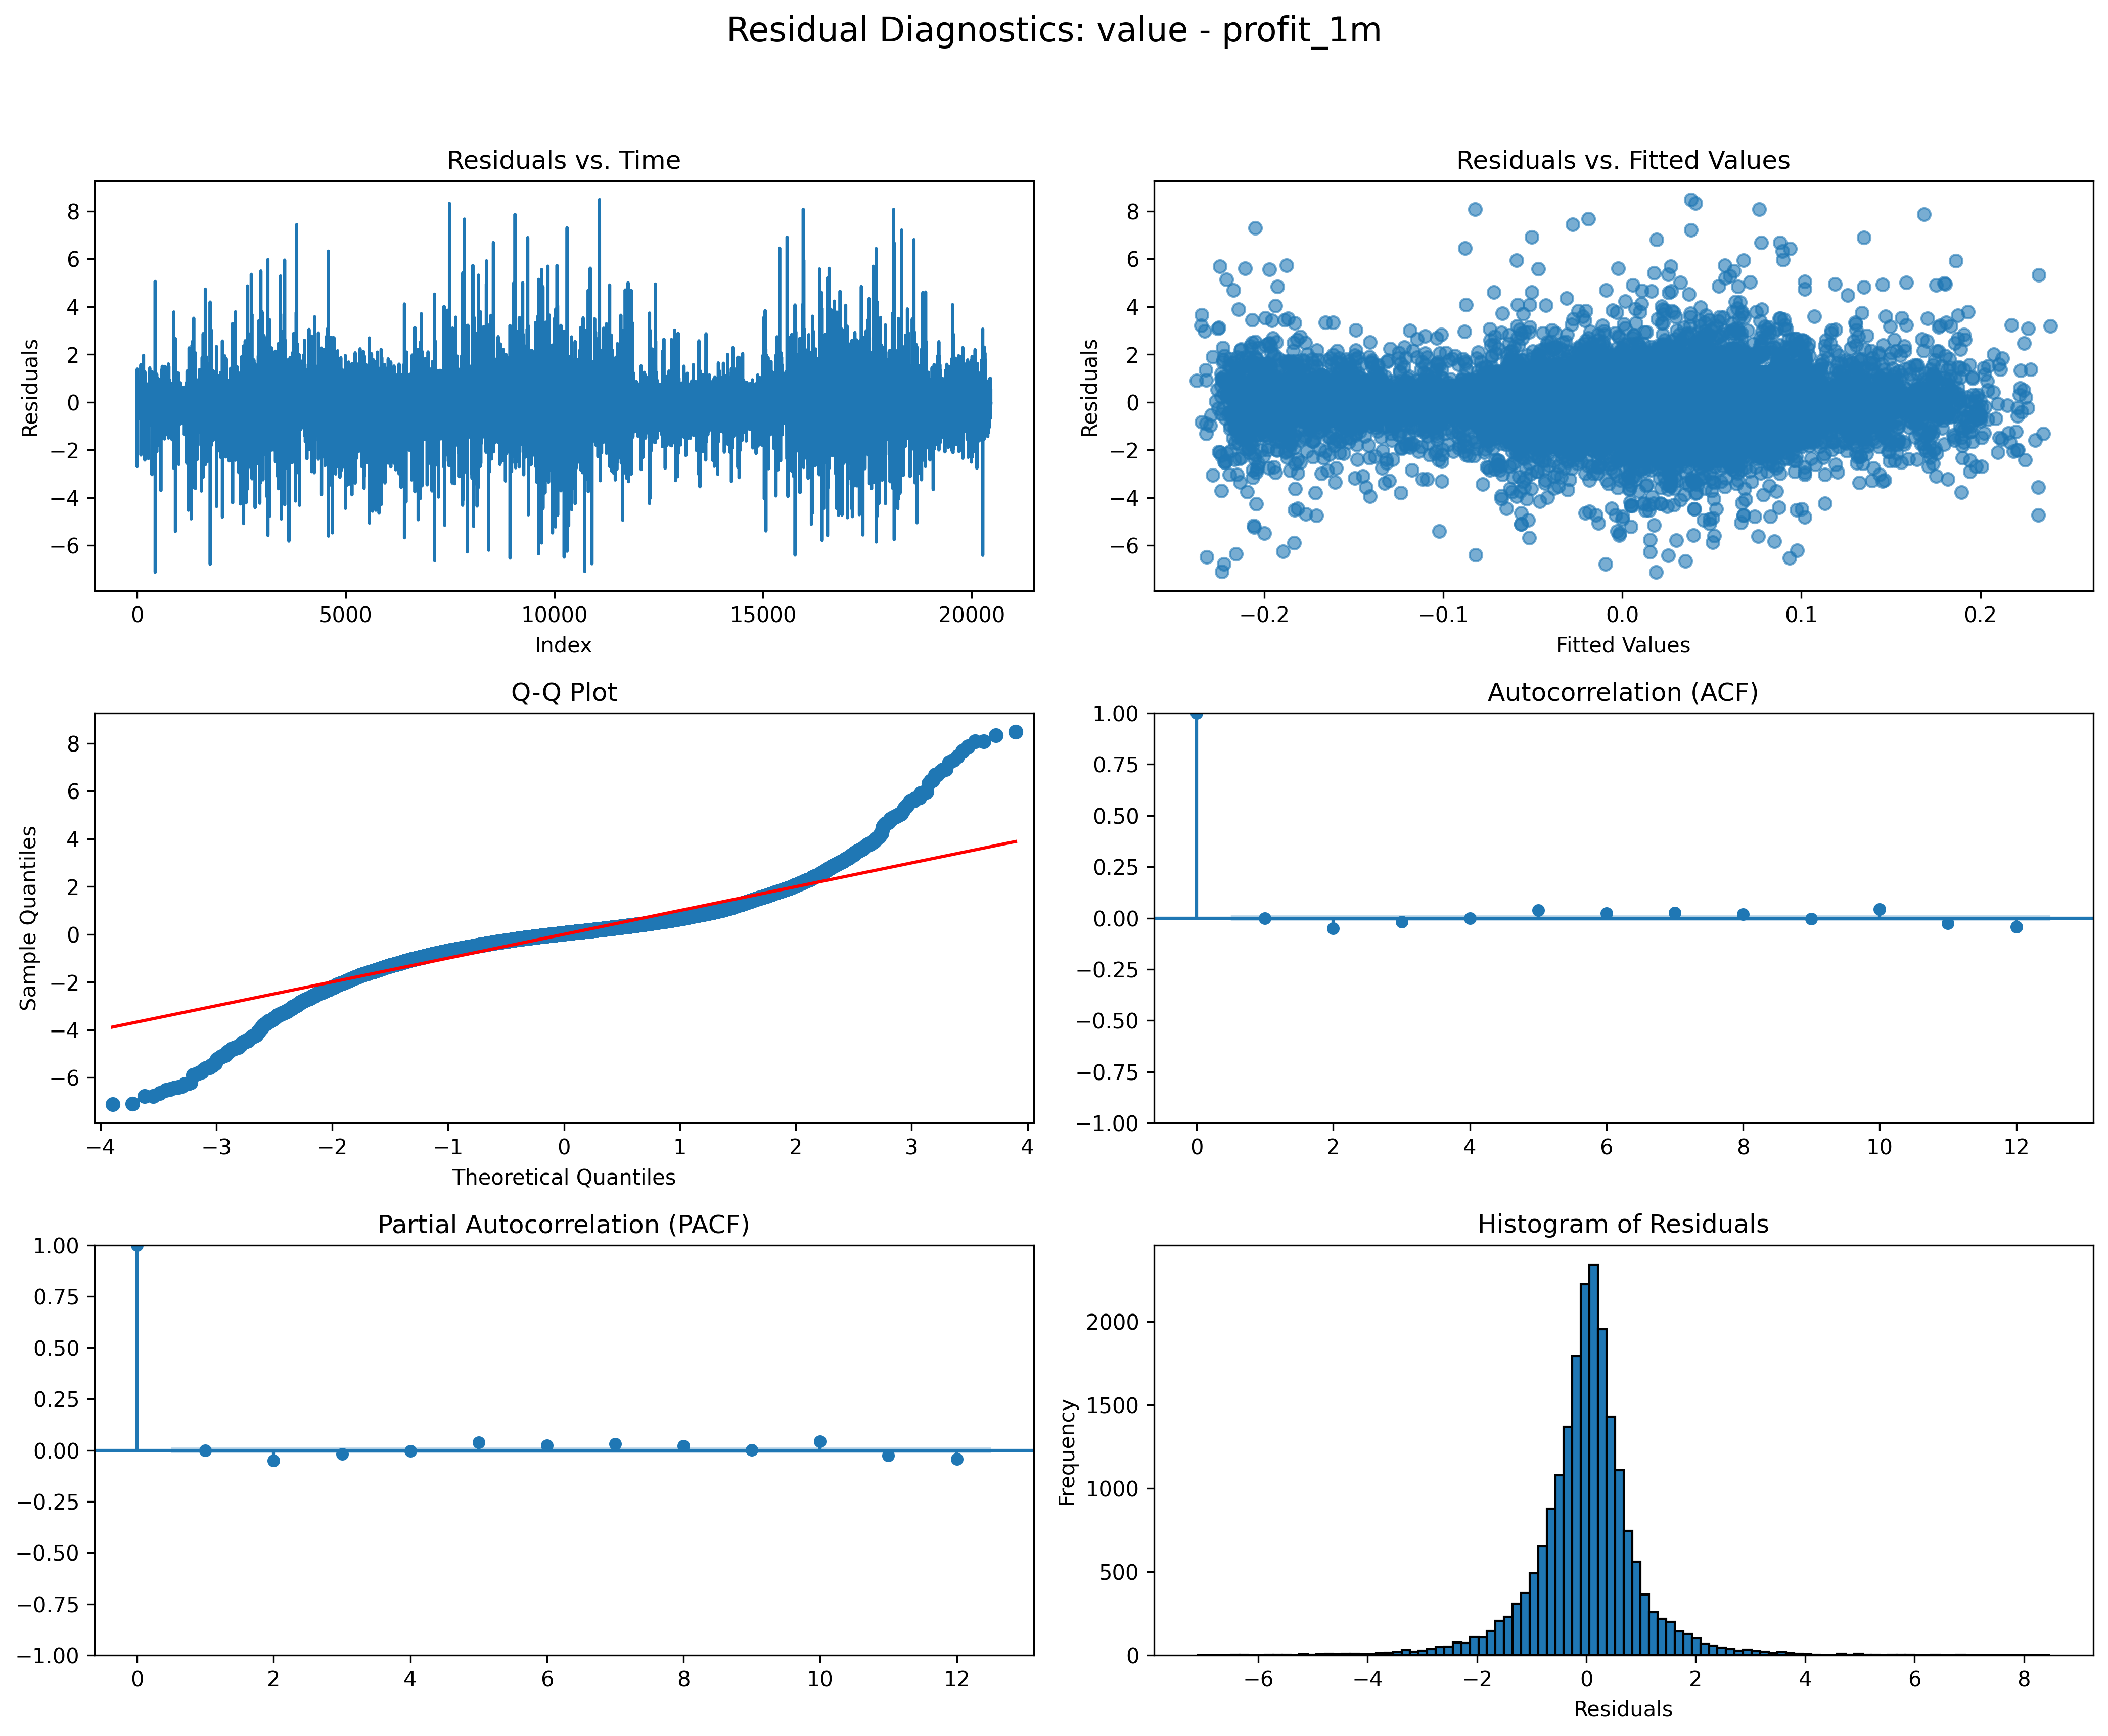 Residual Diagnostics: value - profit_1m
Residuals vs. Time
Residuals
8
6
4
2
0
−2
−4
−6
0 5000 10000 15000 20000
Index
Residuals vs. Fitted Values
Residuals
8
6
4
2
0
−2
−4
−6
−0.2 −0.1 0.0 0.1 0.2
Fitted Values
Q-Q Plot
Sample Quantiles
8
6
4
2
0
−2
−4
−6
−4 −3 −2 −1 0 1 2 3 4
Theoretical Quantiles
Autocorrelation (ACF)
1.00
0.75
0.50
0.25
0.00
−0.25
−0.50
−0.75
−1.00
0 2 4 6 8 10 12
Partial Autocorrelation (PACF)
1.00
0.75
0.50
0.25
0.00
−0.25
−0.50
−0.75
−1.00
0 2 4 6 8 10 12
Histogram of Residuals
Frequency
2000
1500
1000
500
0
−6 −4 −2 0 2 4 6 8
Residuals